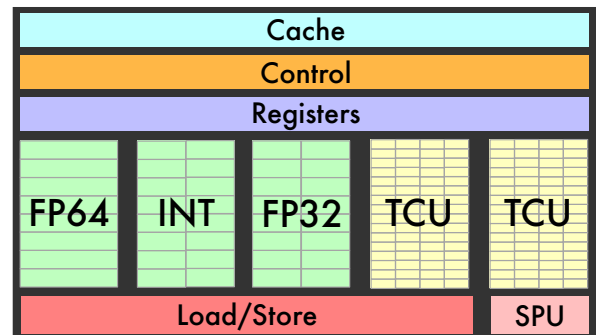 Cache
Control
Registers
FP64 INT FP32 TCU TCU
Load/Store SPU